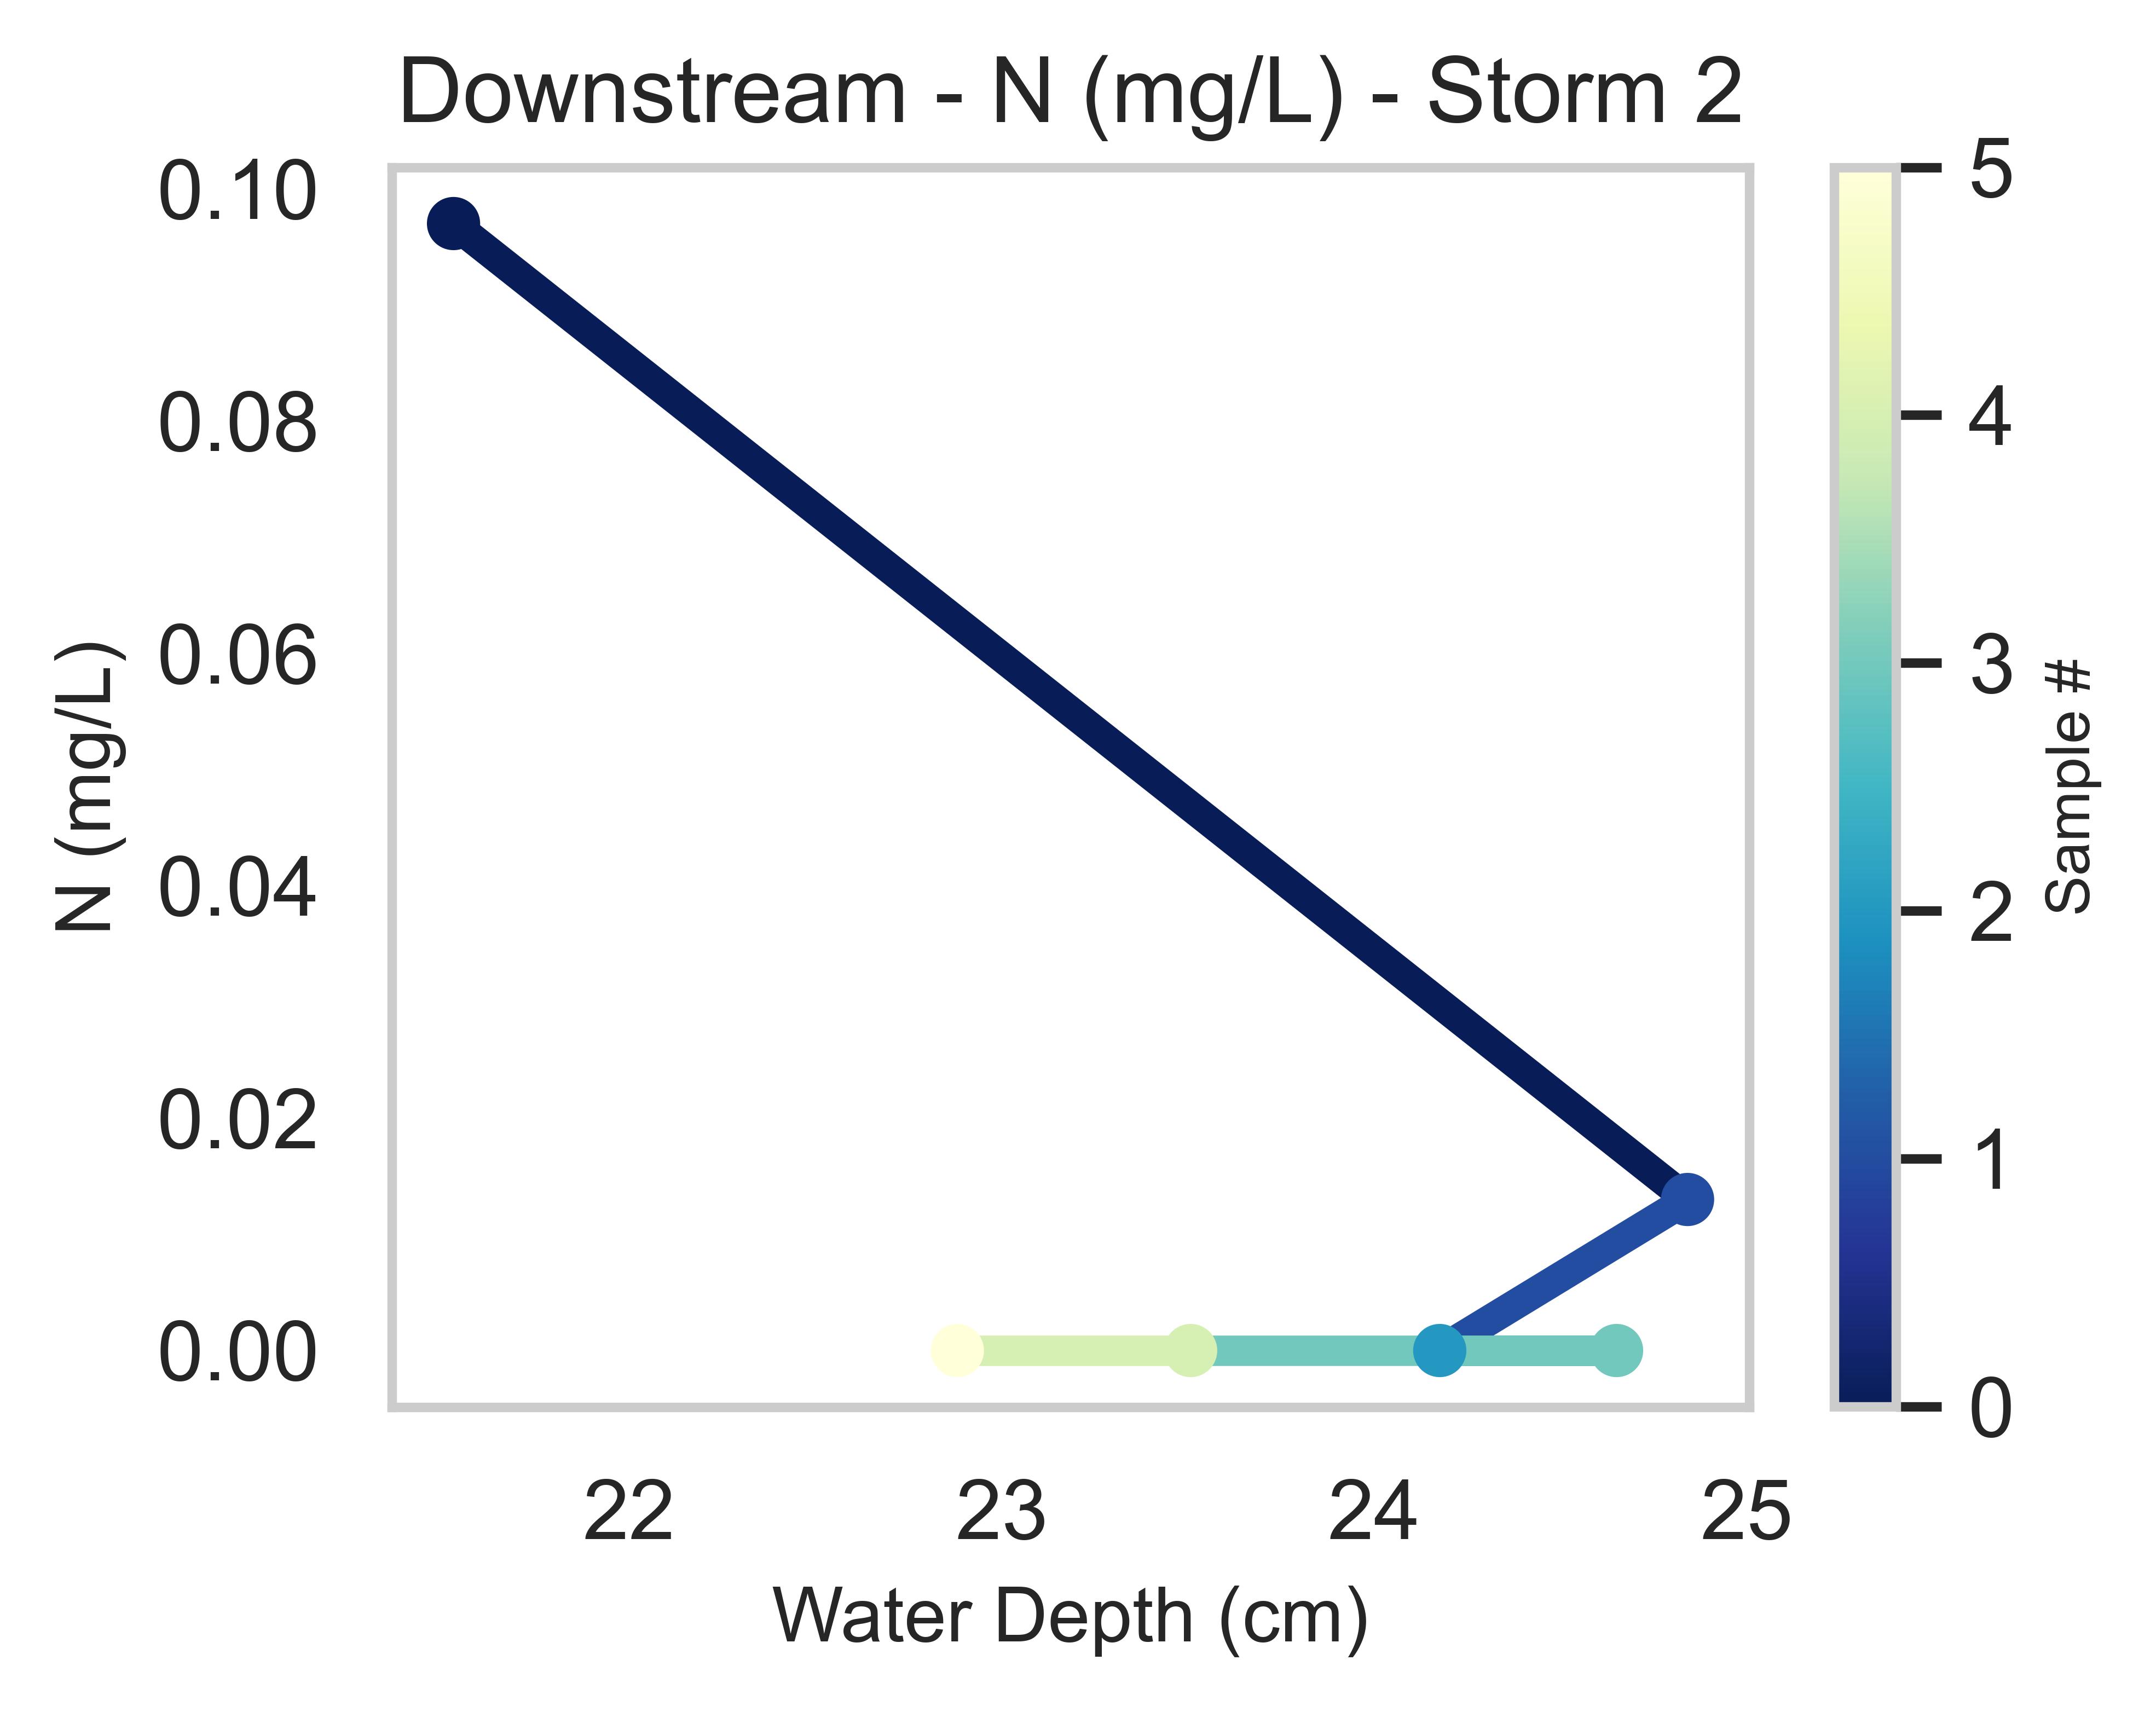 Downstream - N (mg/L) - Storm 2
0.10
0.08
0.06
0.04
0.02
0.00
N (mg/L)
22 23 24 25
Water Depth (cm)
5
4
3
2
1
0
Sample #